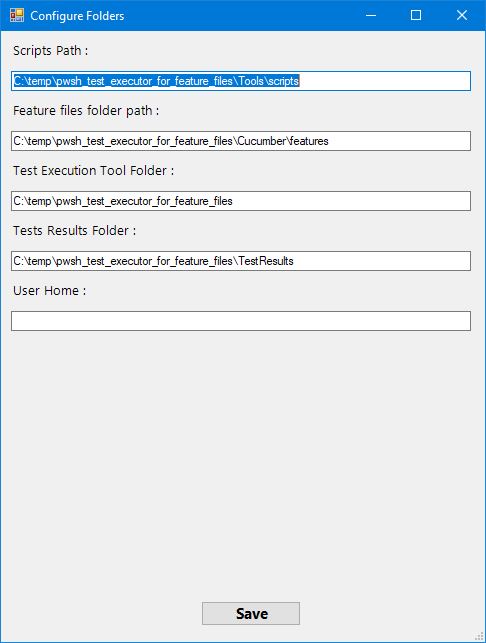 Configure Folders
Scripts Path :
C:\temp\pwsh_test_executor_for_feature_files\Tools\scripts
Feature files folder path :
C:\temp\pwsh_test_executor_for_feature_files\Cucumber\features
Test Execution Tool Folder :
C:\temp\pwsh_test_executor_for_feature_files
Tests Results Folder :
C:\temp\pwsh_test_executor_for_feature_files\TestResults
User Home :
Save